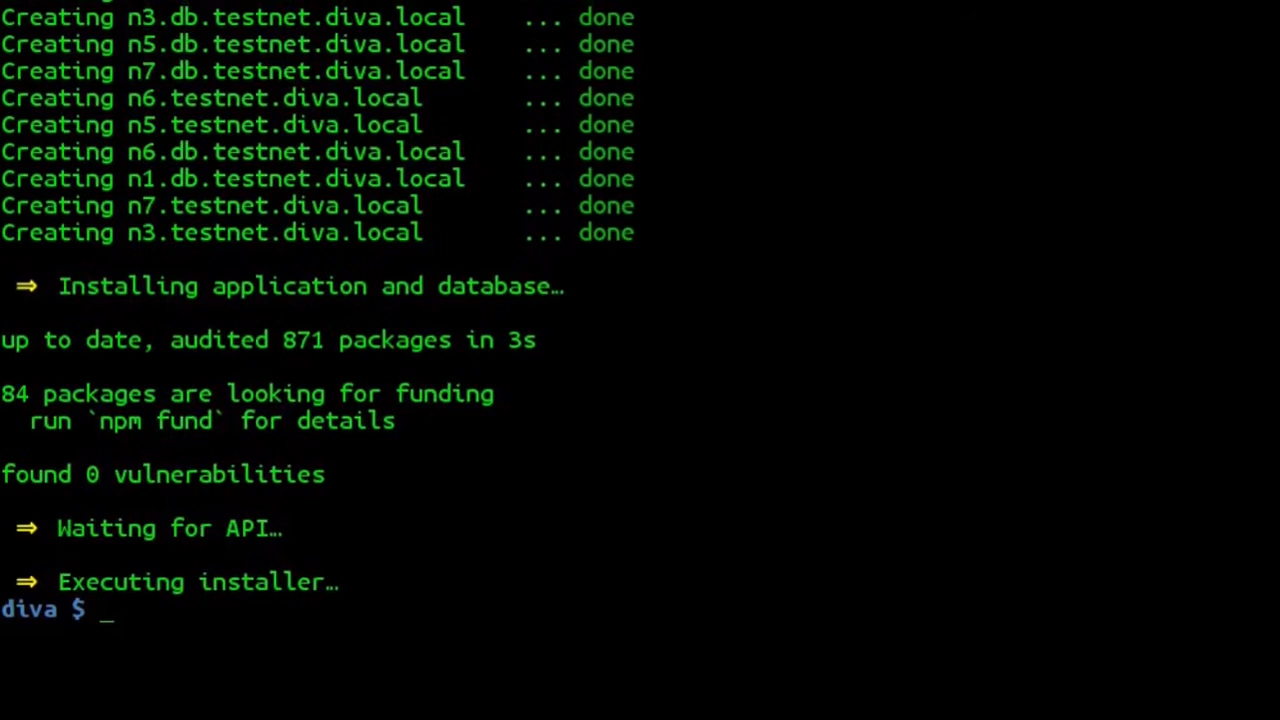 Creating n3.db.testnet.diva.local ... done
Creating n5.db.testnet.diva.local ... done
Creating n7.db.testnet.diva.local ... done
Creating n6.testnet.diva.local ... done
Creating n5.testnet.diva.local ... done
Creating n6.db.testnet.diva.local ... done
Creating n1.db.testnet.diva.local ... done
Creating n7.testnet.diva.local ... done
Creating n3.testnet.diva.local ... done
⇒ Installing application and database…
up to date, audited 871 packages in 3s
84 packages are looking for funding
run `npm fund` for details
found 0 vulnerabilities
⇒ Waiting for API…
⇒ Executing installer…
diva $ _